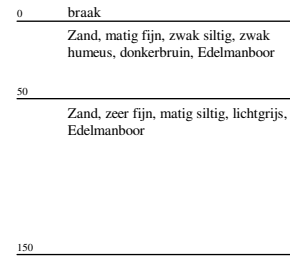 0 braak
Zand, matig fijn, zwak siltig, zwak
humeus, donkerbruin, Edelmanboor
50
Zand, zeer fijn, matig siltig, lichtgrijs,
Edelmanboor
150